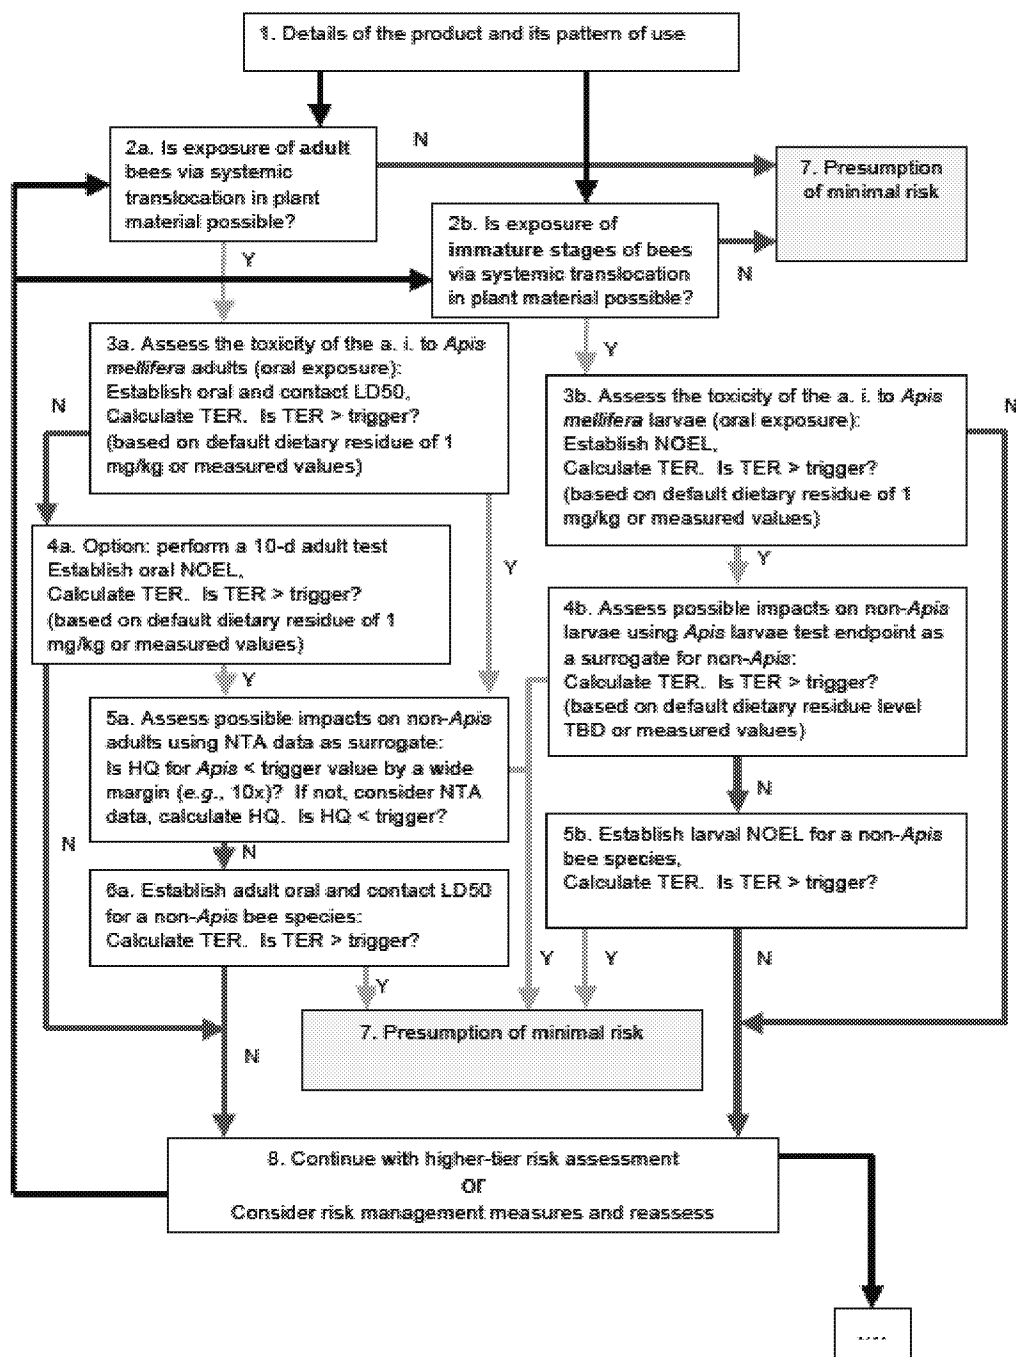 1. Details of the product and its pattern of use
N
2a. Is exposure of adult
bees via systemic
translocation in plant
material possible?
7. Presumption
of minimal risk
2b. Is exposure of
immature stages of bees
via systemic translocation
in plant material possible?
Y
N
3a. Assess the toxicity of the a. i. to Apis
mellifera adults (oral exposure):
Establish oral and contact LD50,
Calculate TER. Is TER > trigger?
(based on default dietary residue of 1
mg/kg or measured values)
Y
N
3b. Assess the toxicity of the a. i. to Apis
mellifera larvae (oral exposure):
Establish NOEL,
Calculate TER. Is TER > trigger?
(based on default dietary residue of 1
mg/kg or measured values)
N
4a. Option: perform a 10-d adult test
Establish oral NOEL,
Calculate TER. Is TER > trigger?
(based on default dietary residue of 1
mg/kg or measured values)
Y
Y
4b. Assess possible impacts on non-Apis
larvae using Apis larvae test endpoint as
a surrogate for non-Apis:
Calculate TER. Is TER > trigger?
(based on default dietary residue level
TBD or measured values)
Y
5a. Assess possible impacts on non-Apis
adults using NTA data as surrogate:
Is HQ for Apis < trigger value by a wide
margin (e.g., 10x)? If not, consider NTA
data, calculate HQ. Is HQ < trigger?
N
N
N
5b. Establish larval NOEL for a non-Apis
bee species,
Calculate TER. Is TER > trigger?
6a. Establish adult oral and contact LD50
for a non-Apis bee species:
Calculate TER. Is TER > trigger?
Y
Y
Y
N
7. Presumption of minimal risk
N
8. Continue with higher-tier risk assessment
or
Consider risk management measures and reassess